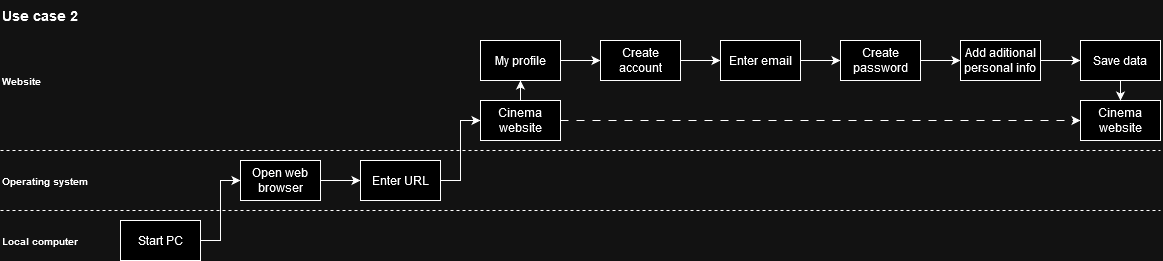 Use case 2
My profile
Create
account
Enter email
Create
password
Add aditional
personal info
Save data
Website
Cinema
website
Cinema
website
Operating system
Open web
browser
Enter URL
Local computer
Start PC